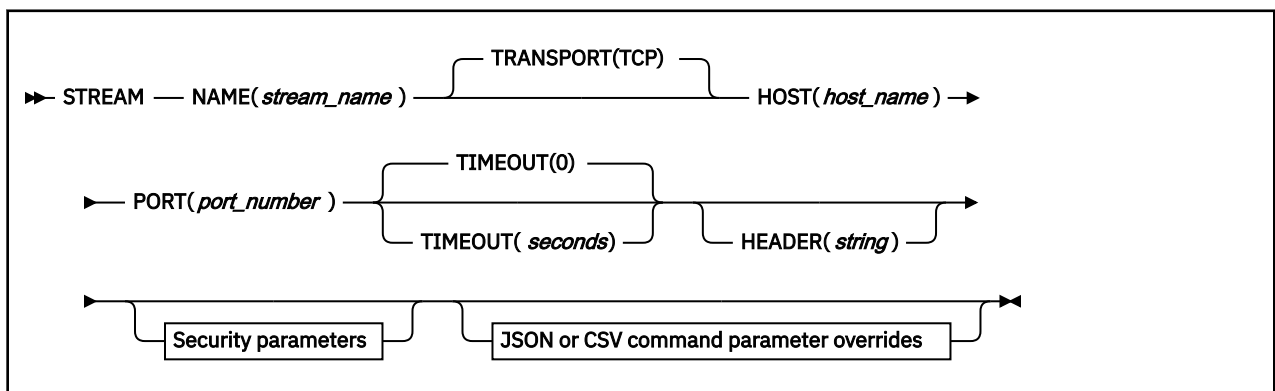 TRANSPORT(TCP)
STREAM NAME( stream_name ) HOST( host_name )
TIMEOUT(0)
PORT( port_number )
TIMEOUT( seconds) HEADER( string )
Security parameters JSON or CSV command parameter overrides